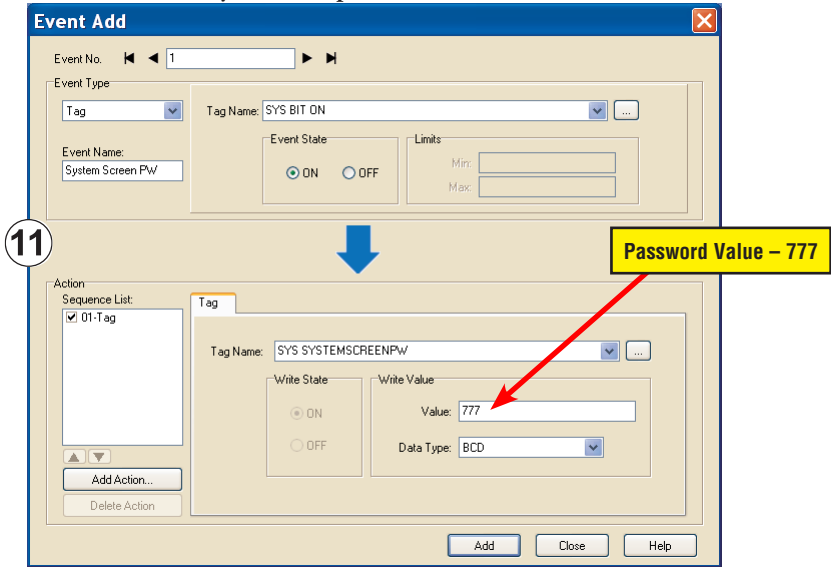 Event Add
Event No. 1
Event Type
Tag
Tag Name: SYS BIT ON ...
Event Name:
System Screen PW
Event State
ON OFF
Limits
Min:
Max:
11
Password Value – 777
Action
Sequence List:
01-Tag
Tag
Tag Name: SYS SYSTEMSCREENPW ...
Write State
ON
OFF
Write Value
Value: 777
Data Type: BCD
Add Action...
Delete Action
Add Close Help